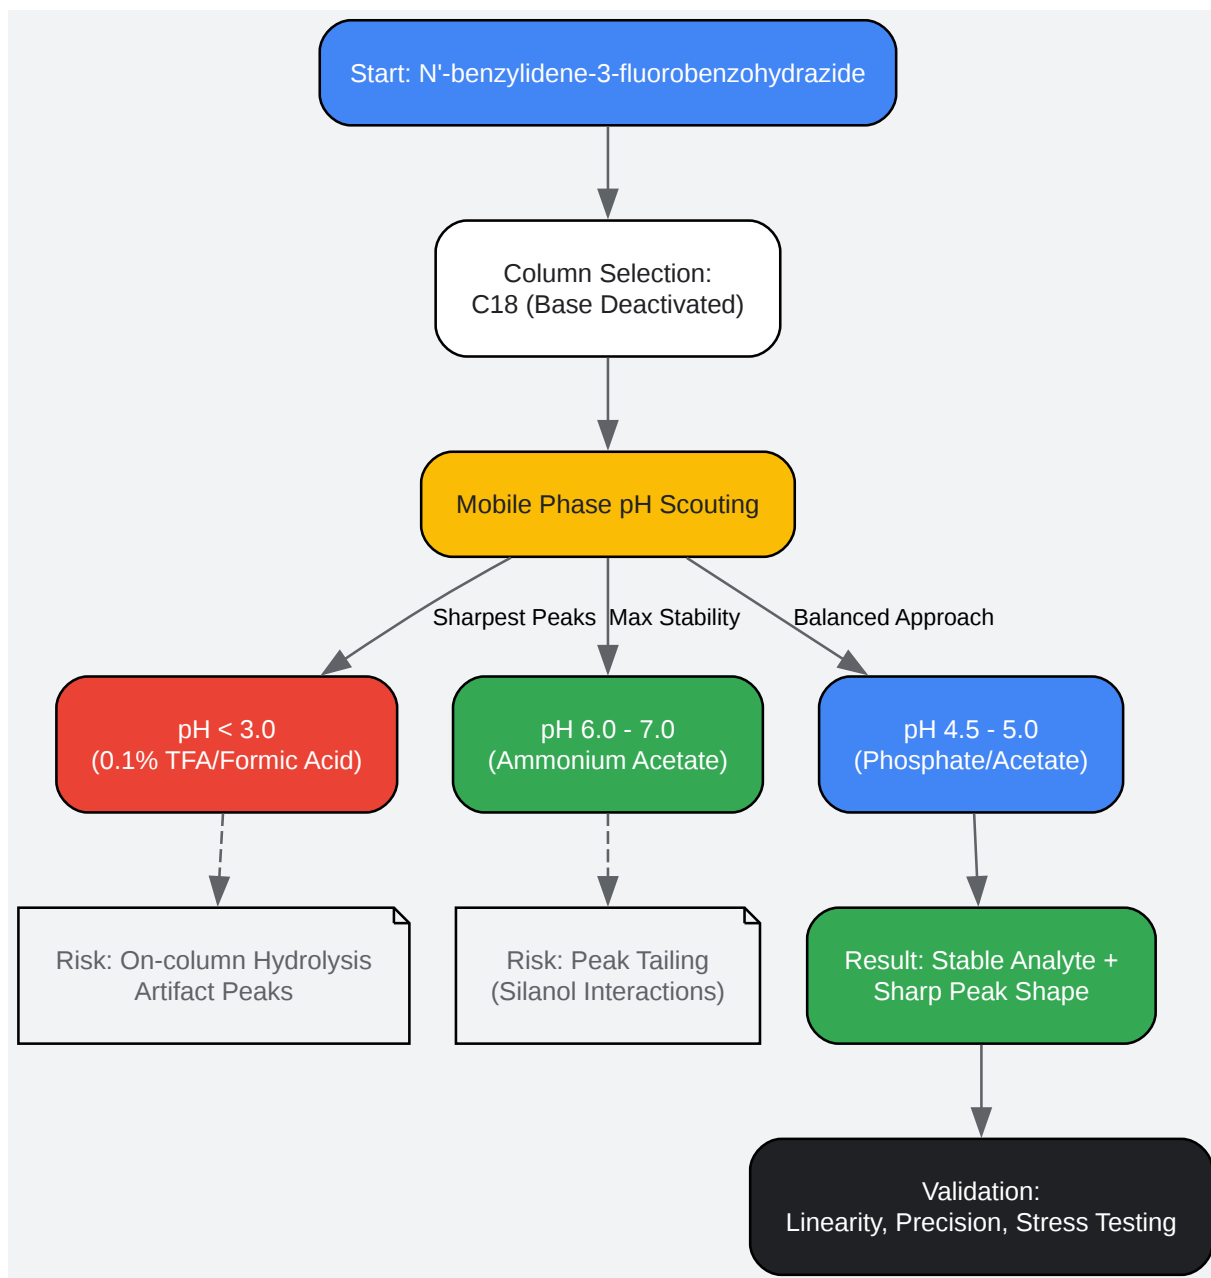 Start: N'-benzylidene-3-fluorobenzohydrazide
Column Selection:
C18 (Base Deactivated)
Mobile Phase pH Scouting
Sharpest Peaks
Max Stability
Balanced Approach
pH < 3.0
(0.1% TFA/Formic Acid)
pH 6.0 - 7.0
(Ammonium Acetate)
pH 4.5 - 5.0
(Phosphate/Acetate)
Risk: On-column Hydrolysis
Artifact Peaks
Risk: Peak Tailing
(Silanol Interactions)
Result: Stable Analyte +
Sharp Peak Shape
Validation:
Linearity, Precision, Stress Testing